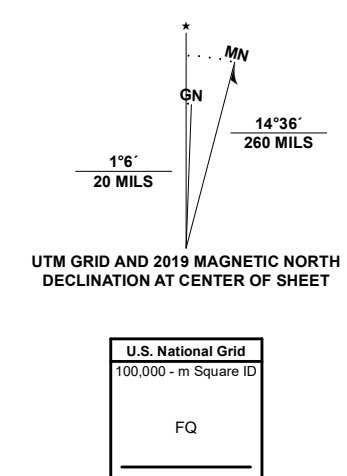 ★
MN
GN
14°36´
260 MILS
1°6´
20 MILS
UTM GRID AND 2019 MAGNETIC NORTH
DECLINATION AT CENTER OF SHEET
U.S. National Grid
100,000 - m Square ID
FQ